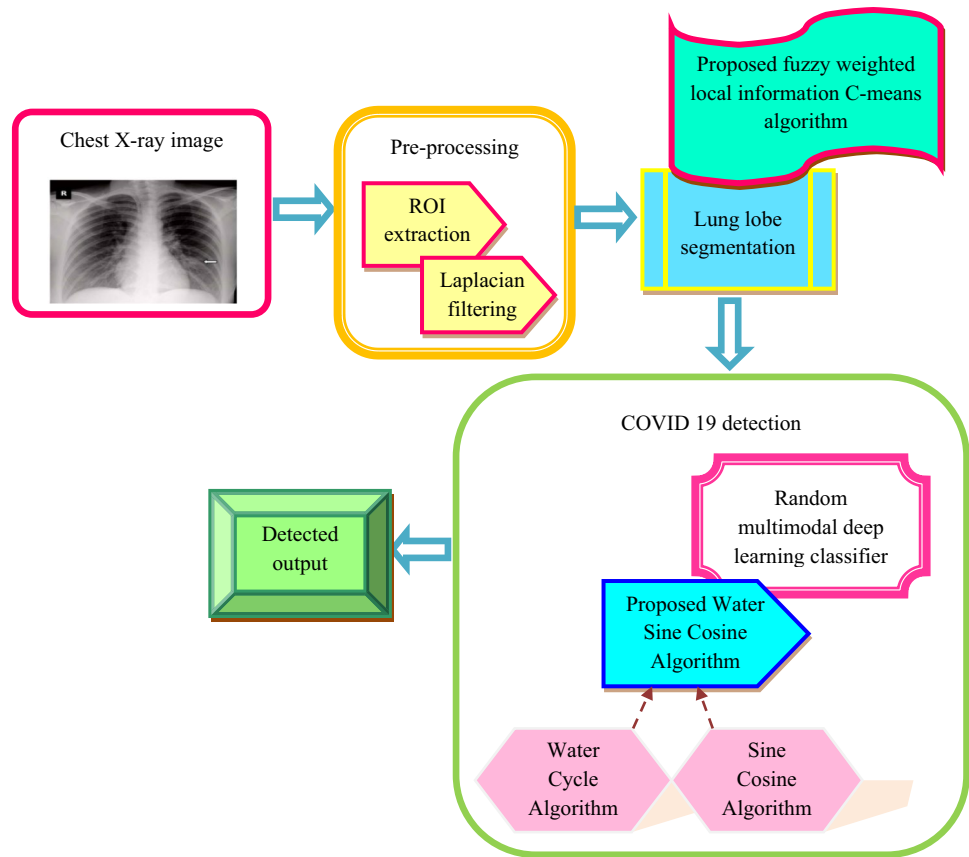 Chest X-ray image
R
Pre-processing
ROI
extraction
Laplacian
filtering
Proposed fuzzy weighted
local information C-means
algorithm
Lung lobe
segmentation
COVID 19 detection
Random
multimodal deep
learning classifier
Proposed Water
Sine Cosine
Algorithm
Water
Cycle
Algorithm
Sine
Cosine
Algorithm
Detected
output